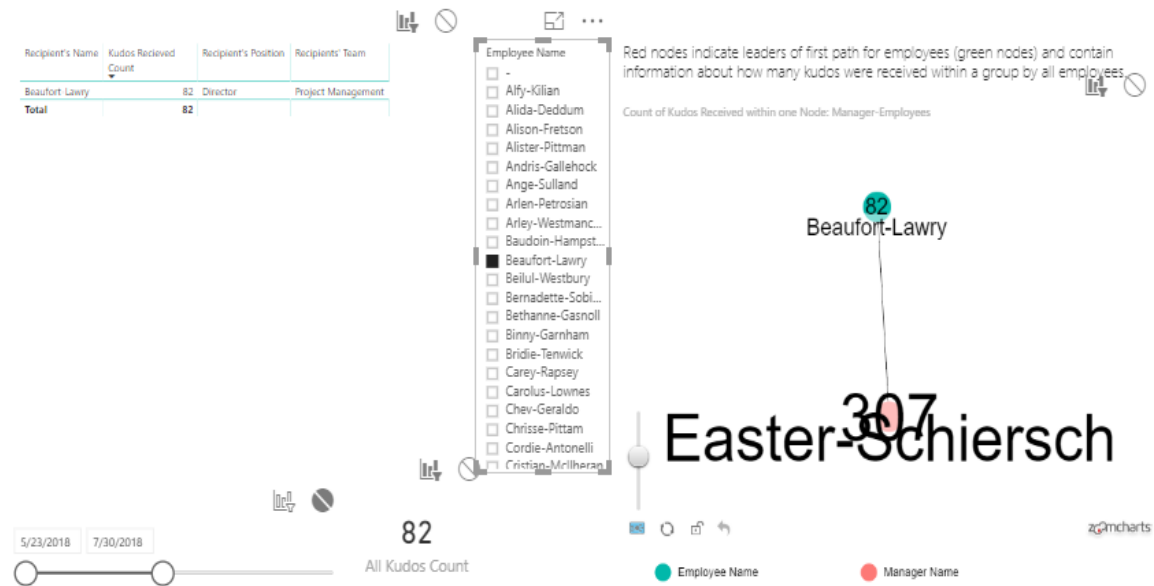 Recipient's Name Kudos Recieved Count Recipient's Position Recipients' Team
Beaufort-Lawry 82 Director Project Management
Total 82
Employee Name
-
Alfy-Kilian
Alida-Deddum
Alison-Fretson
Alister-Pittman
Andris-Gallehock
Ange-Sulland
Arlen-Petrosian
Arley-Westmanc...
Baudoin-Hampst...
Beaufort-Lawry
Beilul-Westbury
Bernadette-Sobi...
Bethanne-Gasnoll
Binny-Garnham
Bridie-Tenwick
Carey-Rapsey
Carolus-Lownes
Chev-Geraldo
Chrisse-Pittam
Cordie-Antonelli
Cristian-McIlheran
Red nodes indicate leaders of first path for employees (green nodes) and contain
information about how many kudos were received within a group by all employees.
Count of Kudos Received within one Node: Manager-Employees
82
Beaufort-Lawry
307
Easter-Schiersch
zoomcharts
Employee Name Manager Name
5/23/2018 7/30/2018
82
All Kudos Count